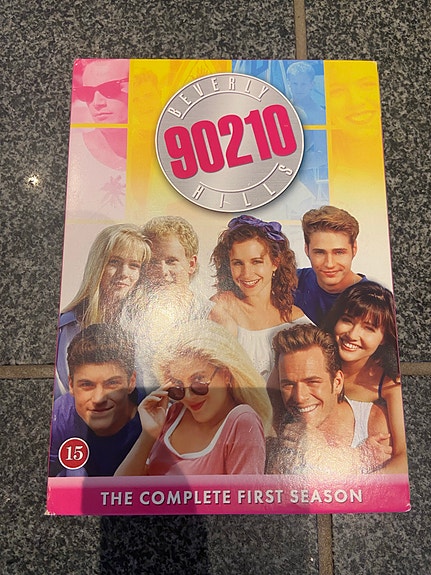 BEVERLY
90210
HILLS
15
THE COMPLETE FIRST SEASON